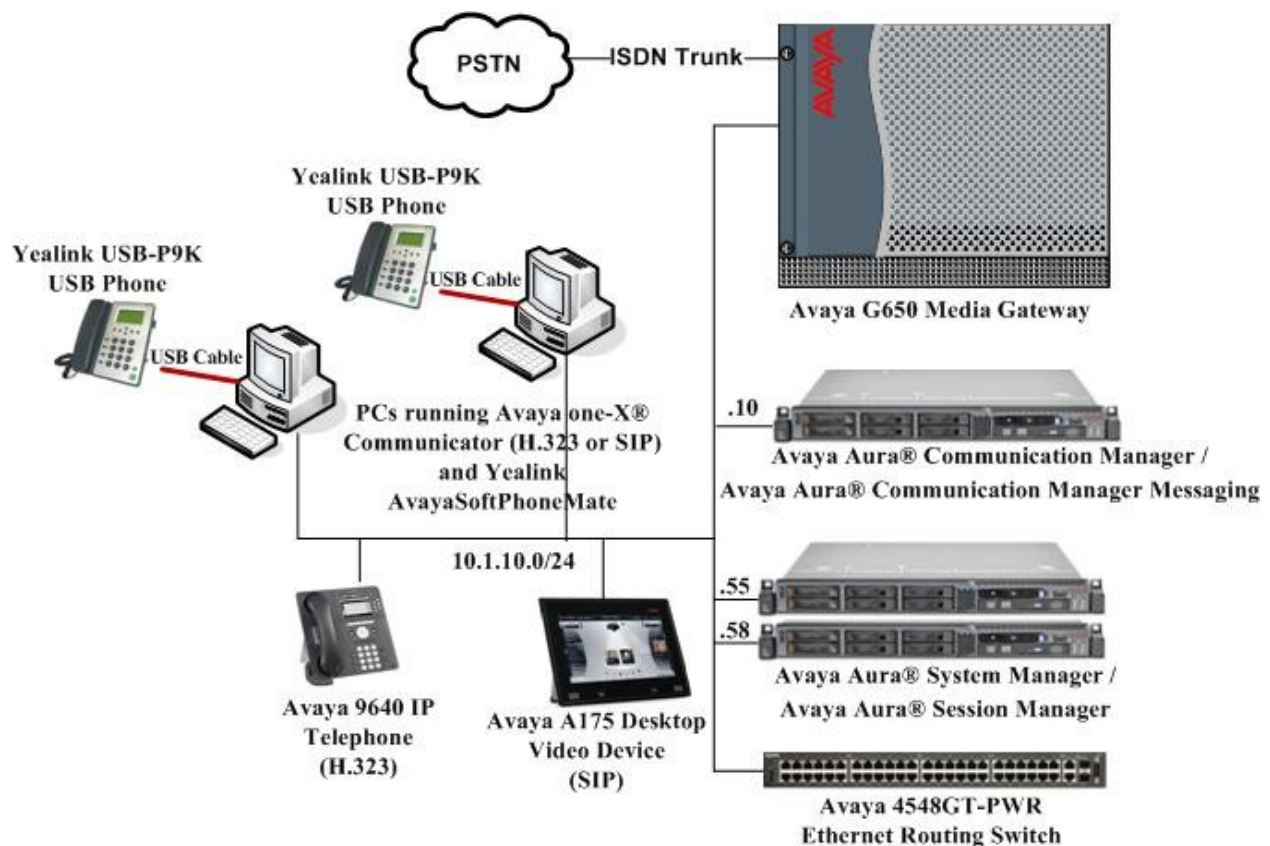 PSTN
ISDN Trunk
AVAYA
Avaya G650 Media Gateway
Yealink USB-P9K
USB Phone
USB Cable
Yealink USB-P9K
USB Phone
USB Cable
PCs running Avaya one-X®
Communicator (H.323 or SIP)
and Yealink
AvayaSoftPhoneMate
.10
Avaya Aura® Communication Manager /
Avaya Aura® Communication Manager Messaging
10.1.10.0/24
.55
.58
Avaya Aura® System Manager /
Avaya Aura® Session Manager
Avaya 9640 IP
Telephone
(H.323)
Avaya A175 Desktop
Video Device
(SIP)
Avaya 4548GT-PWR
Ethernet Routing Switch